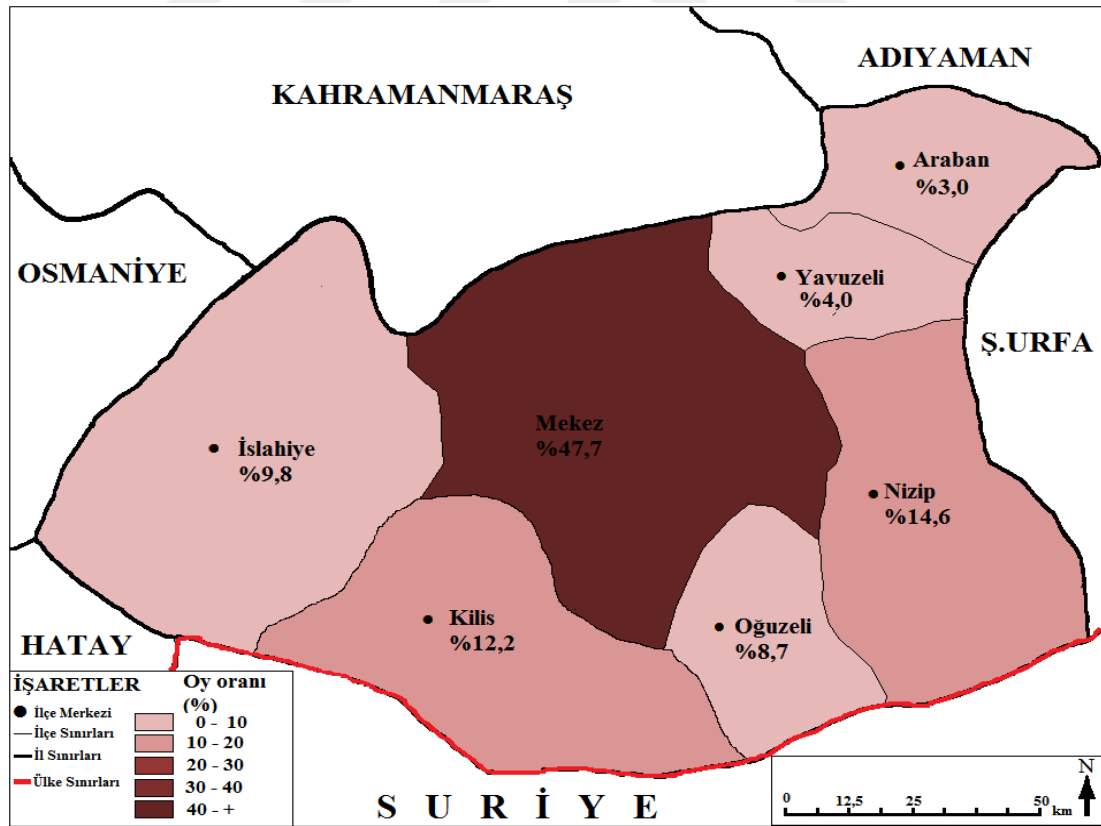 ADIYAMAN
KAHRAMANMARAŞ
Araban
%3,0
OSMANİYE
Yavuzeli
%4,0
Ş.URFA
Mekez
%47,7
İslahiye
%9,8
Nizip
%14,6
Kilis
%12,2
Oğuzeli
%8,7
HATAY
İŞARETLER
İlçe Merkezi
İlçe Sınırları
İl Sınırları
Ülke Sınırları
Oy oranı
(%)
0 - 10
10 - 20
20 - 30
30 - 40
40 - +
S U R İ Y E
N
0 12,5 25 50
km